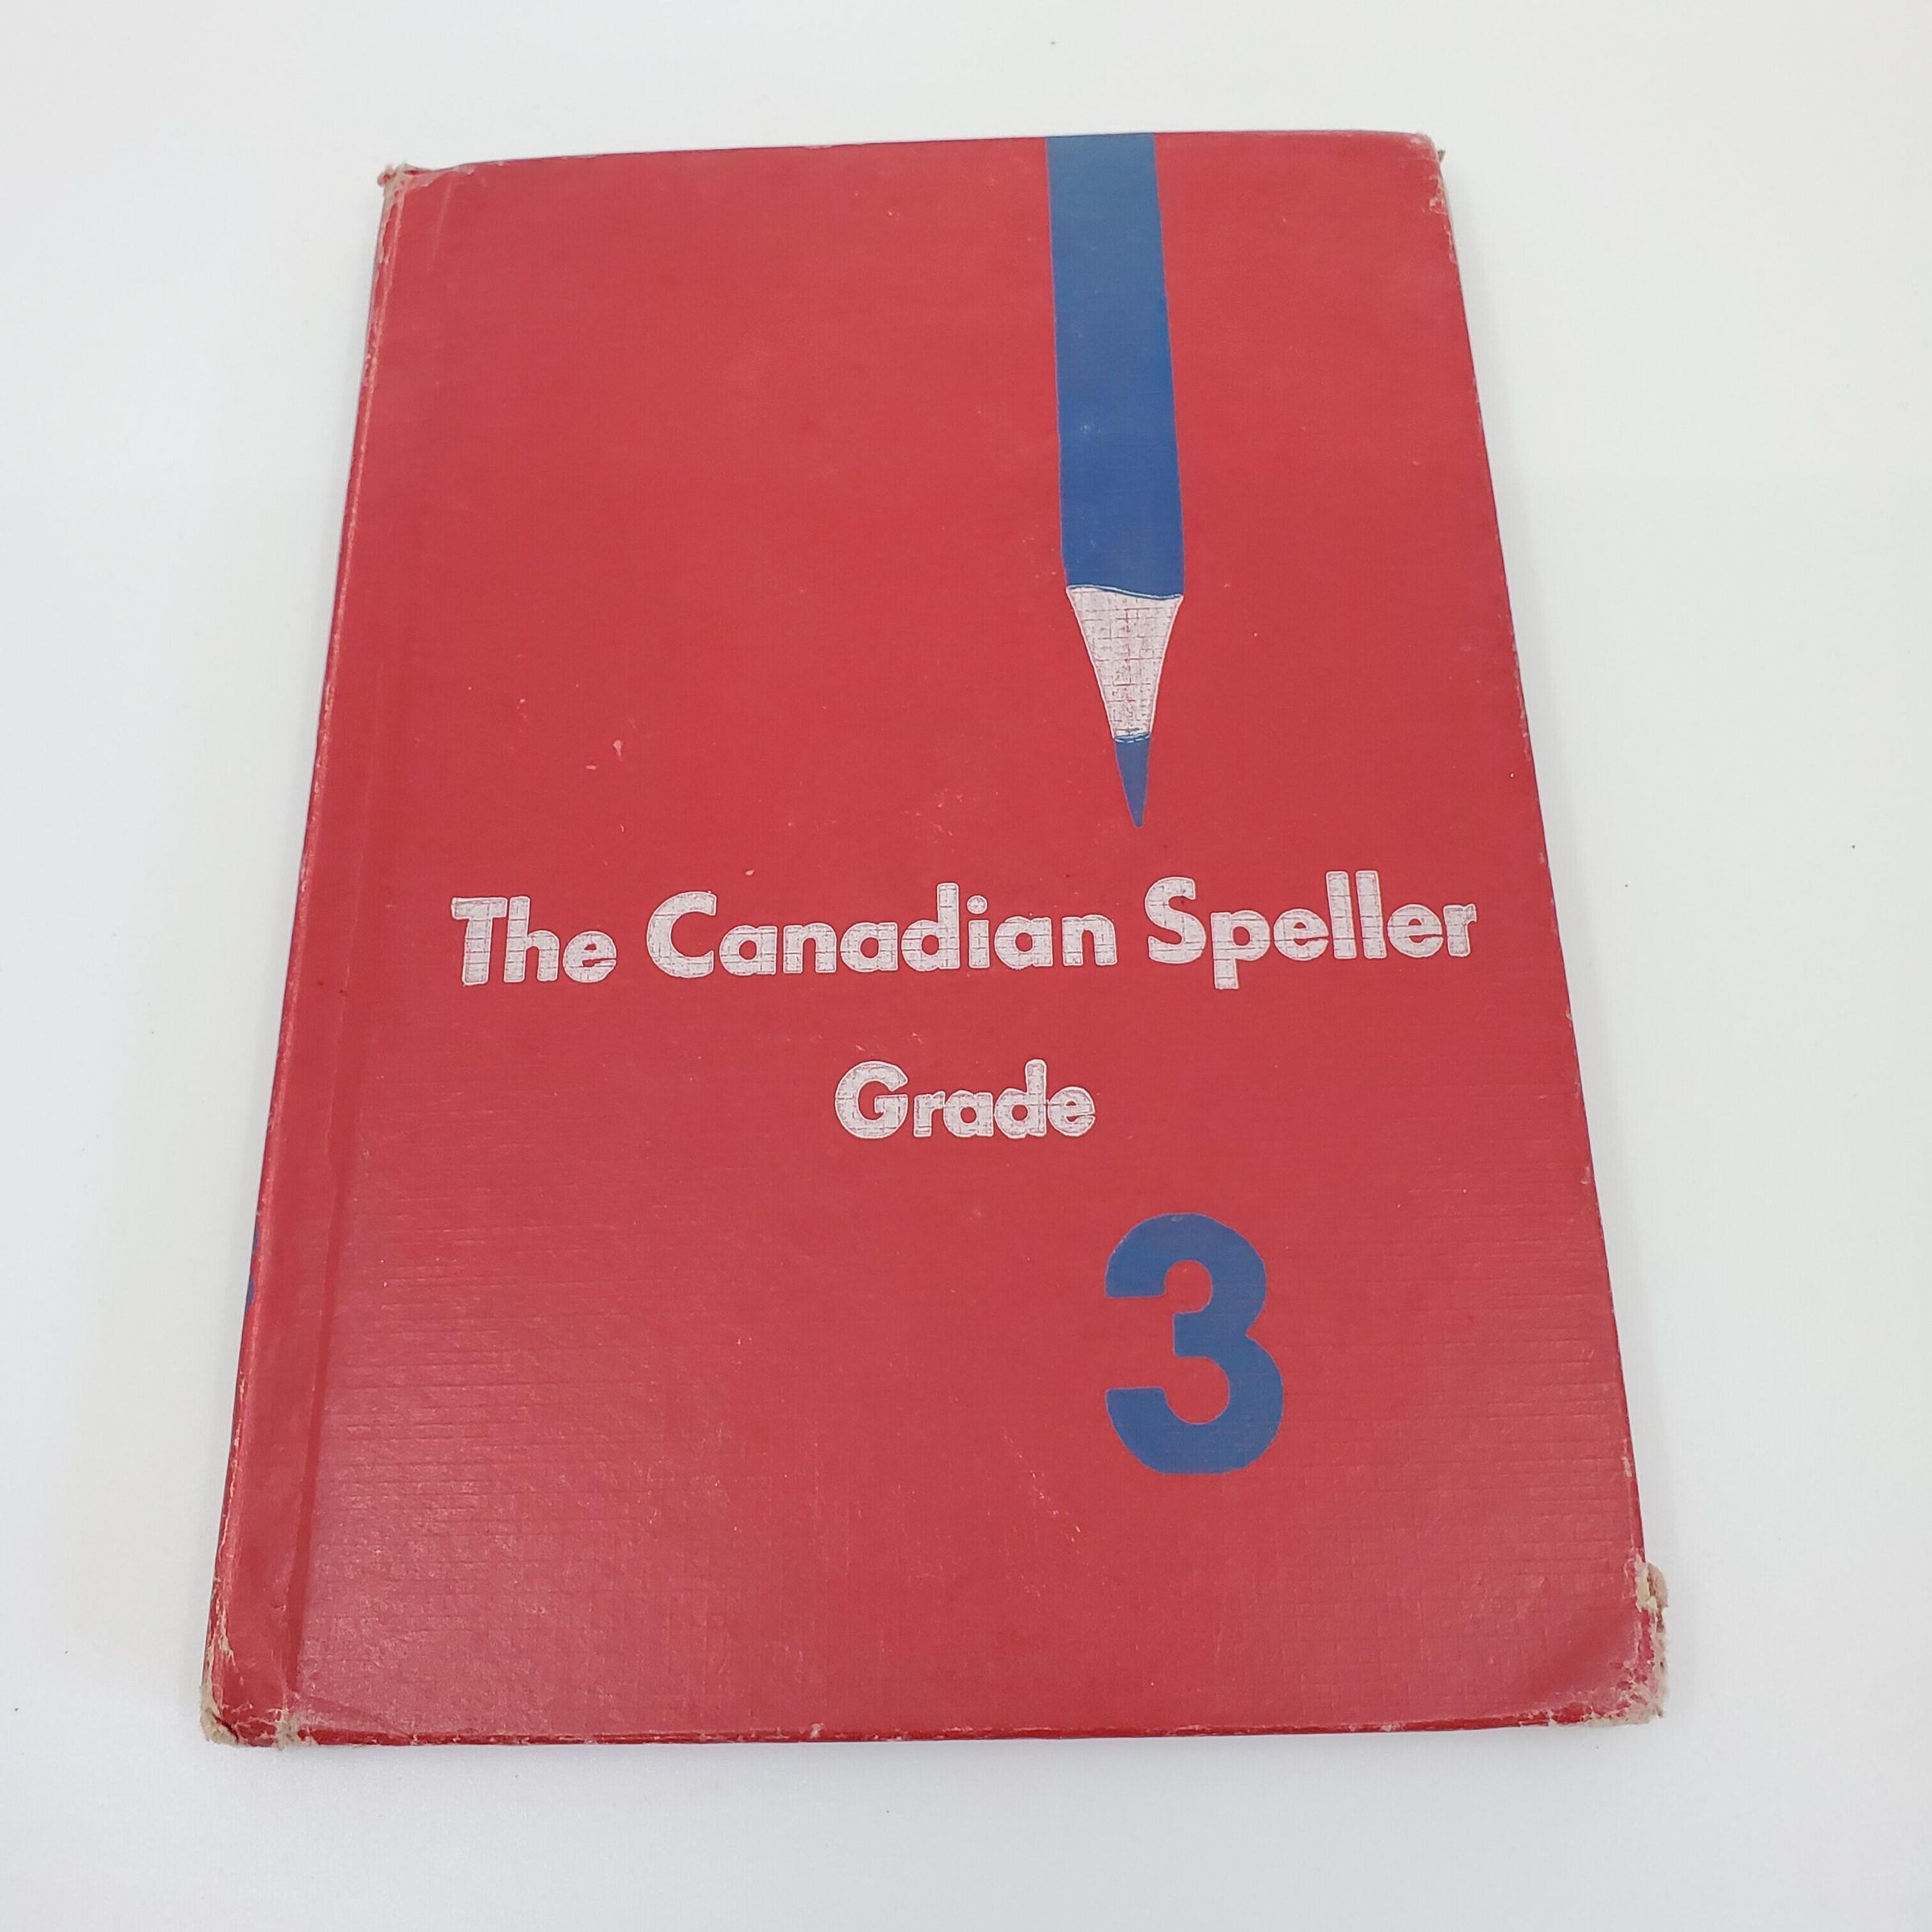 The Canadian Speller
Grade
3